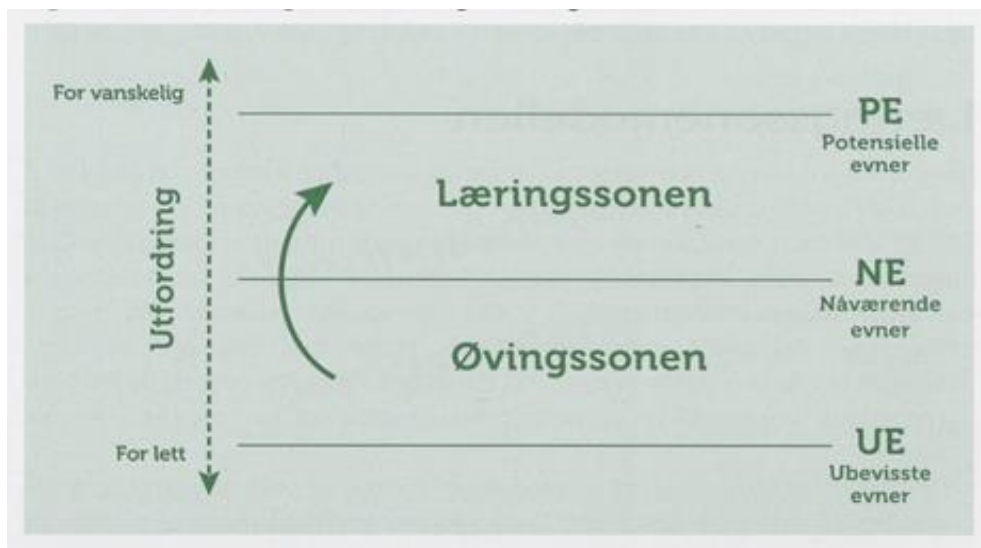 For vanskelig
PE
Potensielle
evner
Læringssonen
Utfordring
NE
Nåværende
evner
Øvingssonen
For lett
UE
Ubevisste
evner